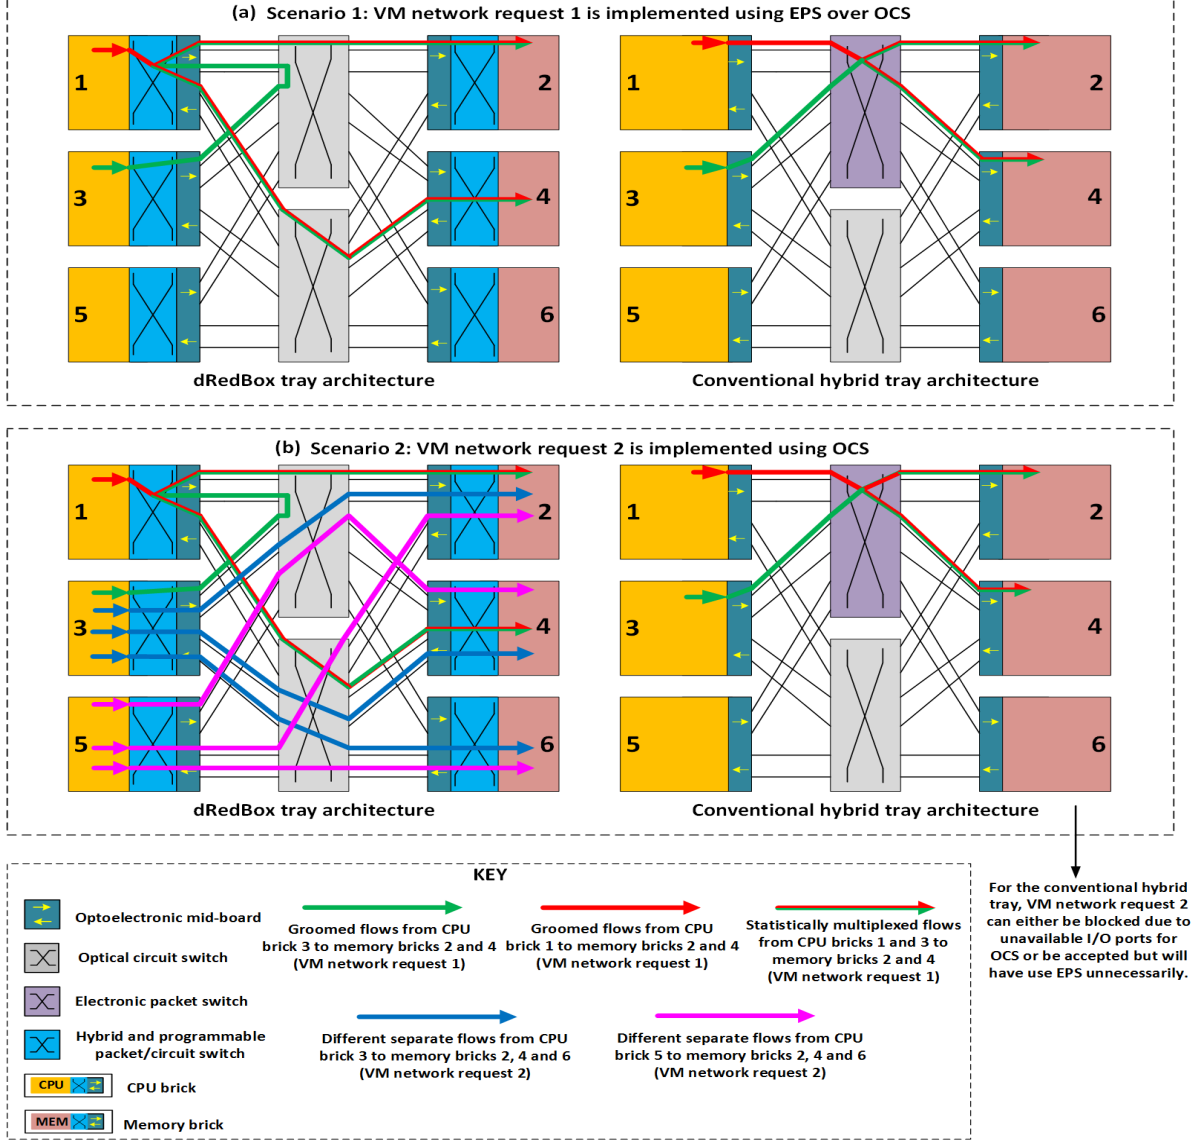 (a) Scenario 1: VM network request 1 is implemented using EPS over OCS
1
2
3
4
5
6
dRedBox tray architecture
1
2
3
4
5
6
Conventional hybrid tray architecture
(b) Scenario 2: VM network request 2 is implemented using OCS
1
2
3
4
5
6
dRedBox tray architecture
1
2
3
4
5
6
Conventional hybrid tray architecture
For the conventional hybrid
tray, VM network request 2
can either be blocked due to
unavailable I/O ports for
OCS or be accepted but will
have use EPS unnecessarily.
KEY
Optoelectronic mid-board
Optical circuit switch
Electronic packet switch
Hybrid and programmable
packet/circuit switch
CPU
CPU brick
MEM
Memory brick
Groomed flows from CPU
brick 3 to memory bricks 2 and 4
(VM network request 1)
Groomed flows from CPU
brick 1 to memory bricks 2 and 4
(VM network request 1)
Statistically multiplexed flows
from CPU bricks 1 and 3 to
memory bricks 2 and 4
(VM network request 1)
Different separate flows from CPU
brick 3 to memory bricks 2, 4 and 6
(VM network request 2)
Different separate flows from CPU
brick 5 to memory bricks 2, 4 and 6
(VM network request 2)